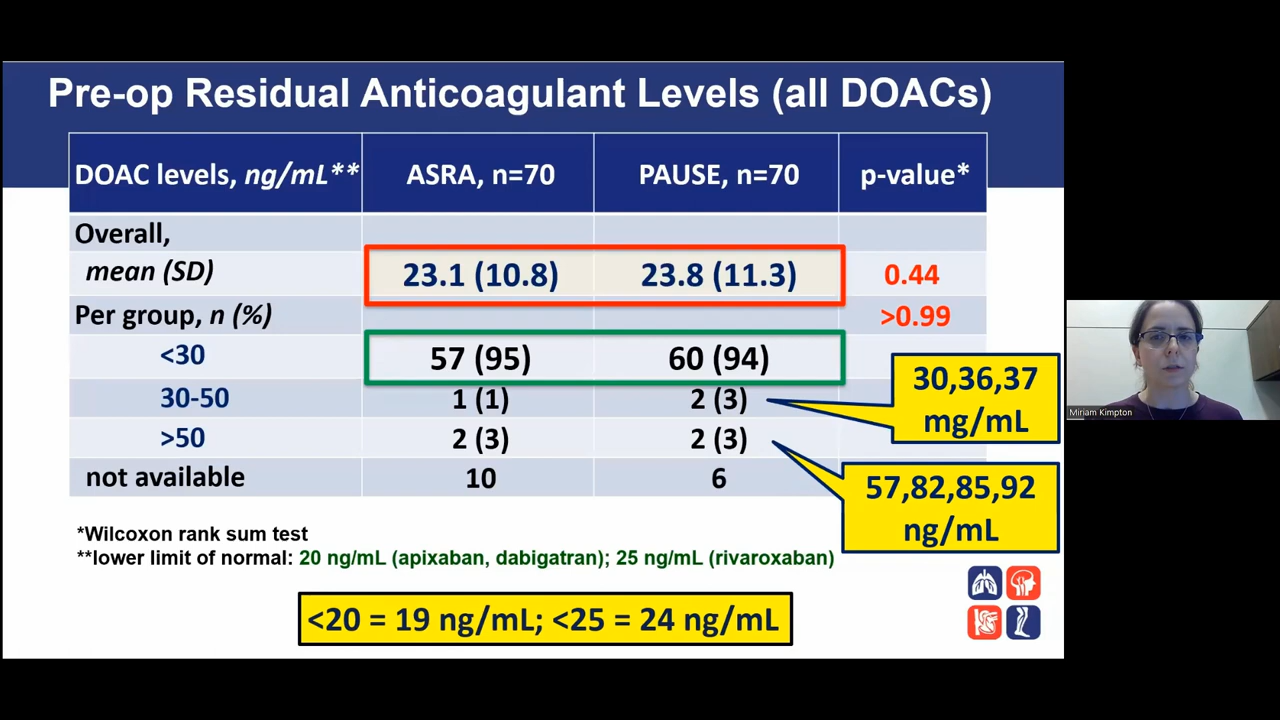 Pre-op Residual Anticoagulant Levels (all DOACs)
DOAC levels, ng/mL** ASRA, n=70 PAUSE, n=70 p-value*
Overall,
mean (SD) 23.1 (10.8) 23.8 (11.3) 0.44
Per group, n (%) >0.99
<30 57 (95) 60 (94)
30-50 1 (1) 2 (3)
>50 2 (3) 2 (3)
not available 10 6
30,36,37
mg/mL
57,82,85,92
ng/mL
Miriam Kimpton
*Wilcoxon rank sum test
**lower limit of normal: 20 ng/mL (apixaban, dabigatran); 25 ng/mL (rivaroxaban)
<20 = 19 ng/mL; <25 = 24 ng/mL